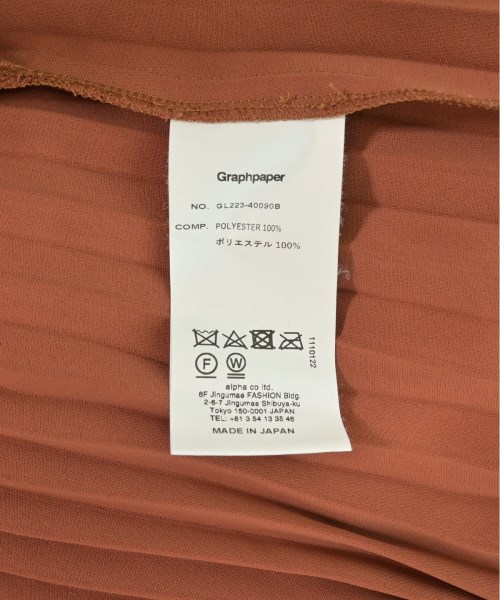 Graphpaper
NO. GL223-40090B
COMP. POLYESTER 100%
ポリエステル 100%
1110122
F W
alpha co ltd.
6F Jingumae FASHION Bldg.
2-6-7 Jingumae Shibuya-ku
Tokyo 150-0001 JAPAN
TEL: +81 3 54 13 35 46
MADE IN JAPAN